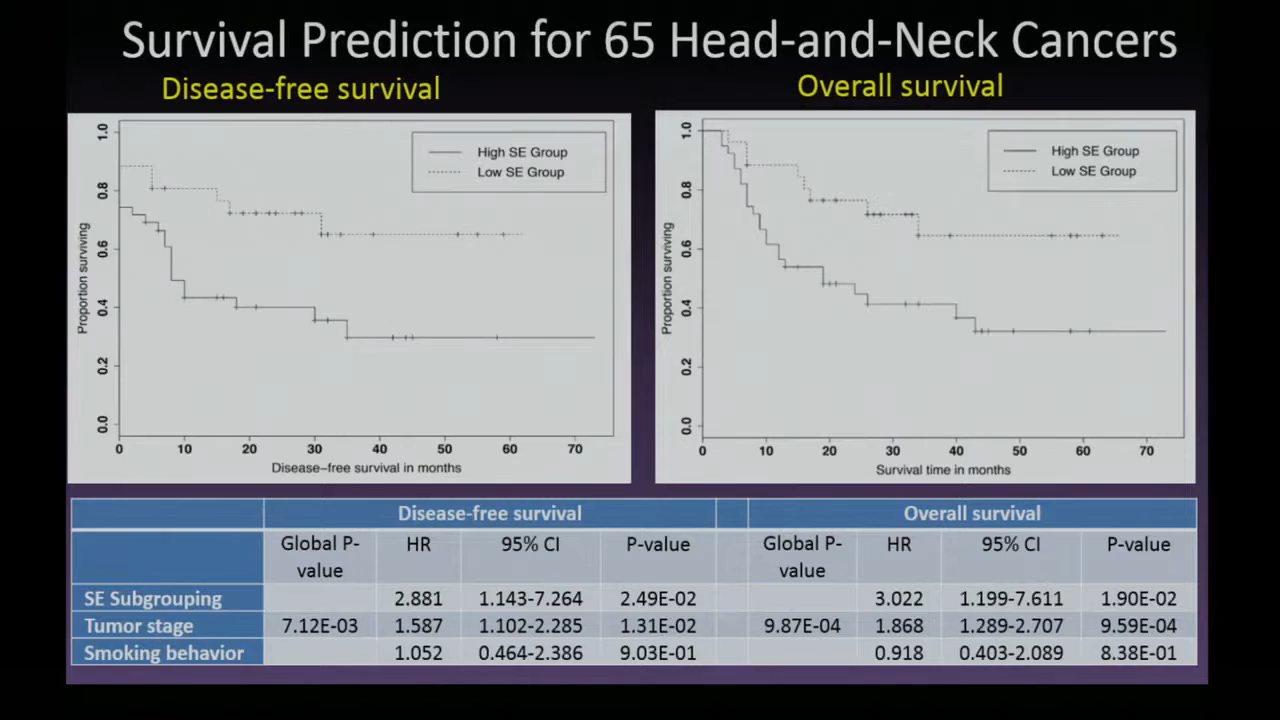 Survival Prediction for 65 Head-and-Neck Cancers
Disease-free survival
Overall survival
High SE Group
Low SE Group
Proportion surviving
1.0
0.8
0.6
0.4
0.2
0.0
0 10 20 30 40 50 60 70
Disease–free survival in months
High SE Group
Low SE Group
Proportion surviving
1.0
0.8
0.6
0.4
0.2
0.0
0 10 20 30 40 50 60 70
Survival time in months
Disease-free survival Overall survival
Global P-value HR 95% CI P-value Global P-value HR 95% CI P-value
SE Subgrouping 2.881 1.143-7.264 2.49E-02 3.022 1.199-7.611 1.90E-02
Tumor stage 7.12E-03 1.587 1.102-2.285 1.31E-02 9.87E-04 1.868 1.289-2.707 9.59E-04
Smoking behavior 1.052 0.464-2.386 9.03E-01 0.918 0.403-2.089 8.38E-01